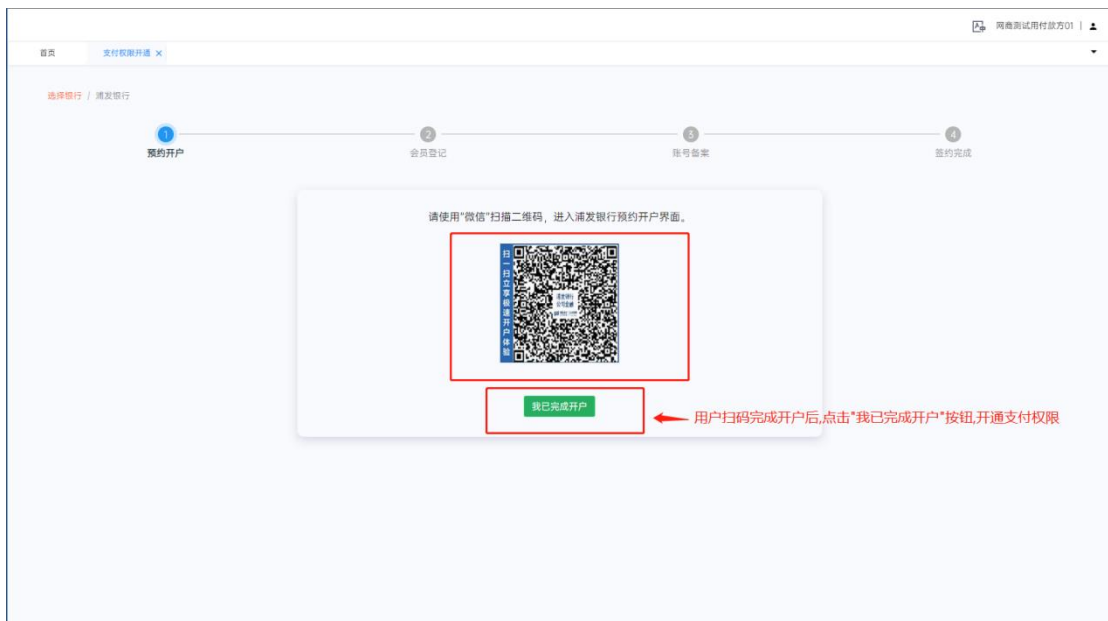 网商测试用付款方01 |
首页 支付权限开通 ×
选择银行 / 浦发银行
1 2 3 4
预约开户 会员登记 账号备案 签约完成
请使用"微信"扫描二维码，进入浦发银行预约开户界面。
扫一扫立享极速开户体验
浦发银行
我已完成开户
用户扫码完成开户后,点击"我已完成开户"按钮,开通支付权限